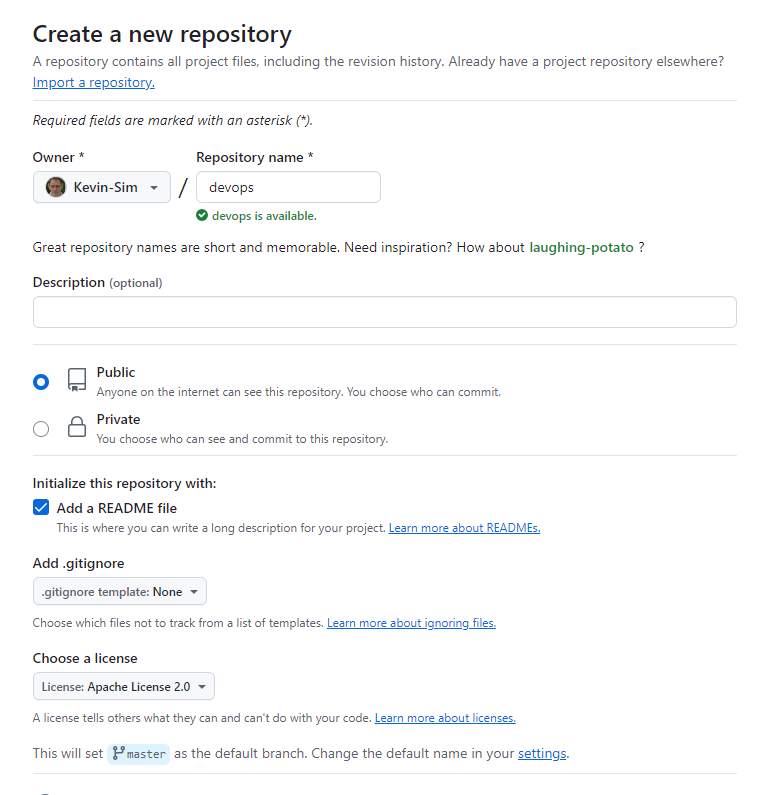 Create a new repository
A repository contains all project files, including the revision history. Already have a project repository elsewhere?
Import a repository.
Required fields are marked with an asterisk (*).
Owner *
Repository name *
Kevin-Sim
/
devops
devops is available.
Great repository names are short and memorable. Need inspiration? How about laughing-potato ?
Description (optional)
Public
Anyone on the internet can see this repository. You choose who can commit.
Private
You choose who can see and commit to this repository.
Initialize this repository with:
Add a README file
This is where you can write a long description for your project. Learn more about READMEs.
Add .gitignore
.gitignore template: None
Choose which files not to track from a list of templates. Learn more about ignoring files.
Choose a license
License: Apache License 2.0
A license tells others what they can and can't do with your code. Learn more about licenses.
This will set master as the default branch. Change the default name in your settings.